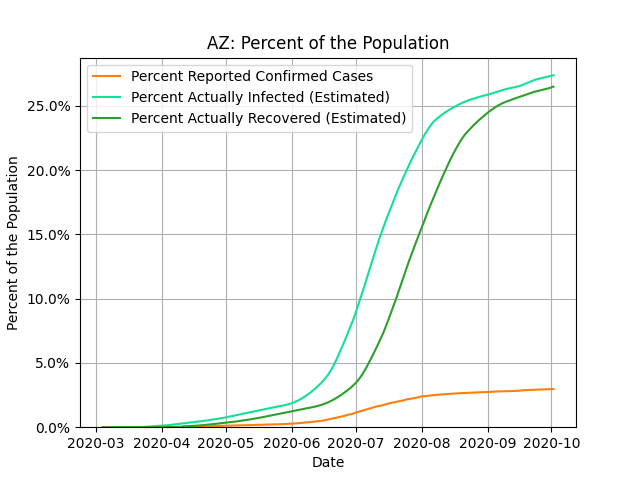 AZ: Percent of the Population
Percent Reported Confirmed Cases
Percent Actually Infected (Estimated)
Percent Actually Recovered (Estimated)
Percent of the Population
25.0%
20.0%
15.0%
10.0%
5.0%
0.0%
2020-03 2020-04 2020-05 2020-06 2020-07 2020-08 2020-09 2020-10
Date